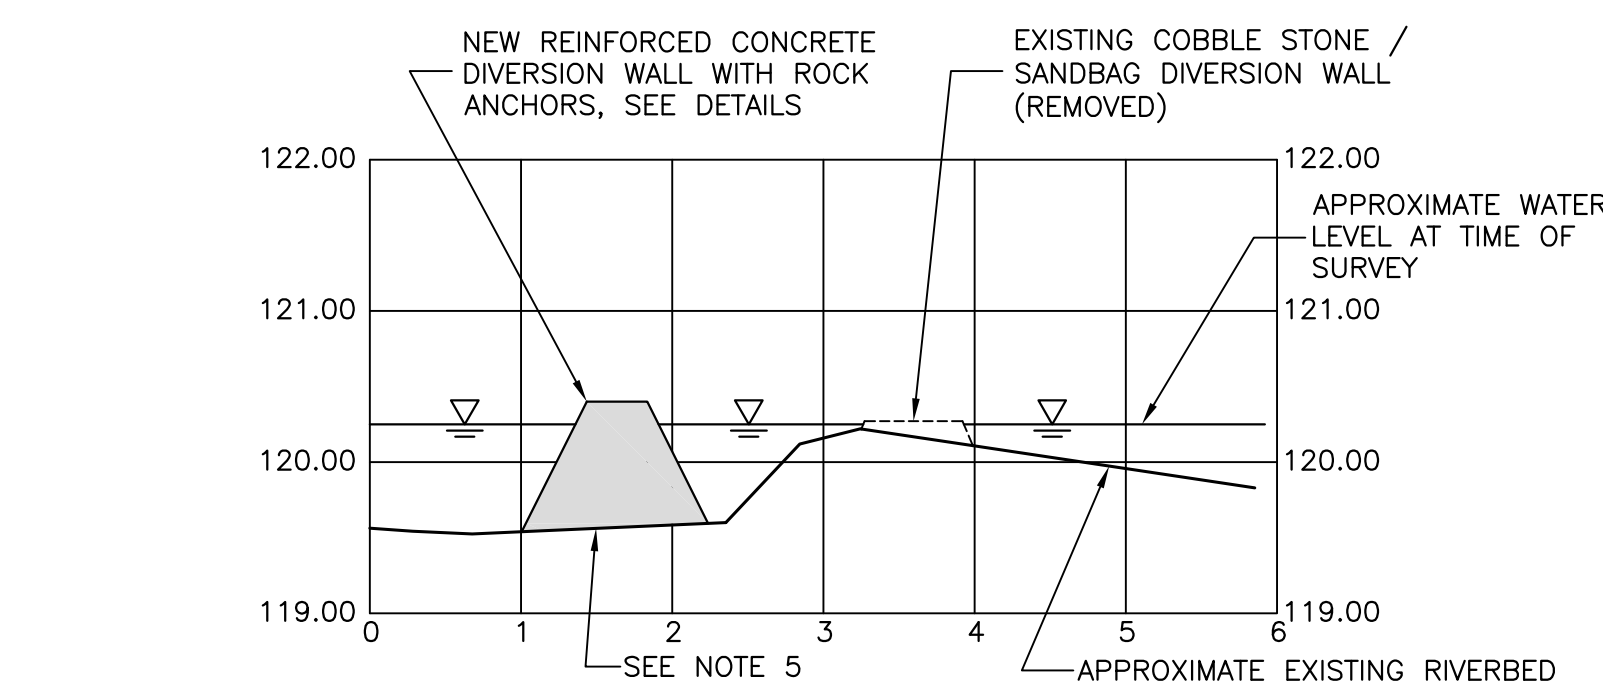 NEW REINFORCED CONCRETE
DIVERSION WALL WITH ROCK
ANCHORS, SEE DETAILS
EXISTING COBBLE STONE /
SANDBAG DIVERSION WALL
(REMOVED)
122.00
122.00
APPROXIMATE WATER
LEVEL AT TIME OF
SURVEY
121.00
121.00
120.00
120.00
119.00
119.00
0 1 2 3 4 5 6
SEE NOTE 5
APPROXIMATE EXISTING RIVERBED